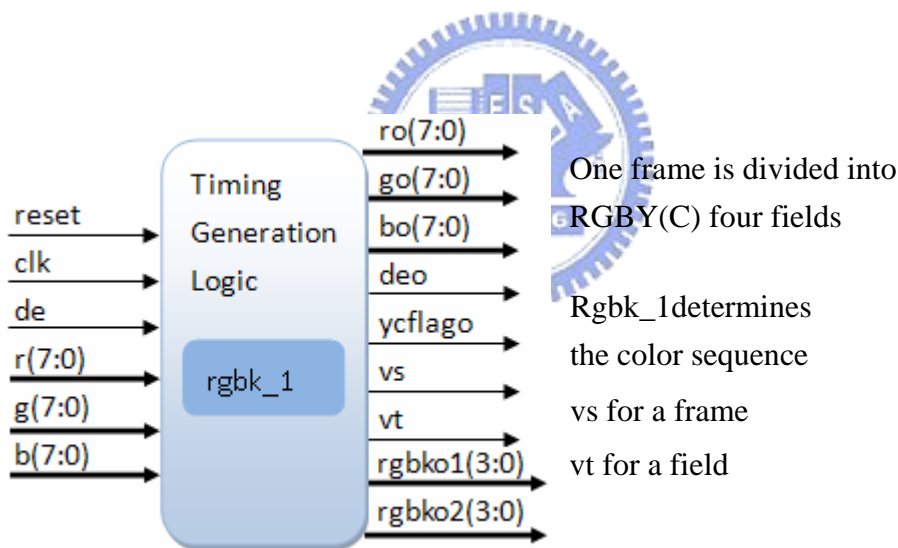 reset
clk
de
r(7:0)
g(7:0)
b(7:0)
Timing
Generation
Logic
rgbk_1
ro(7:0)
go(7:0)
bo(7:0)
deo
ycflago
vs
vt
rgbko1(3:0)
rgbko2(3:0)
ES
One frame is divided into
RGBY(C) four fields
Rgbk_1determines
the color sequence
vs for a frame
vt for a field